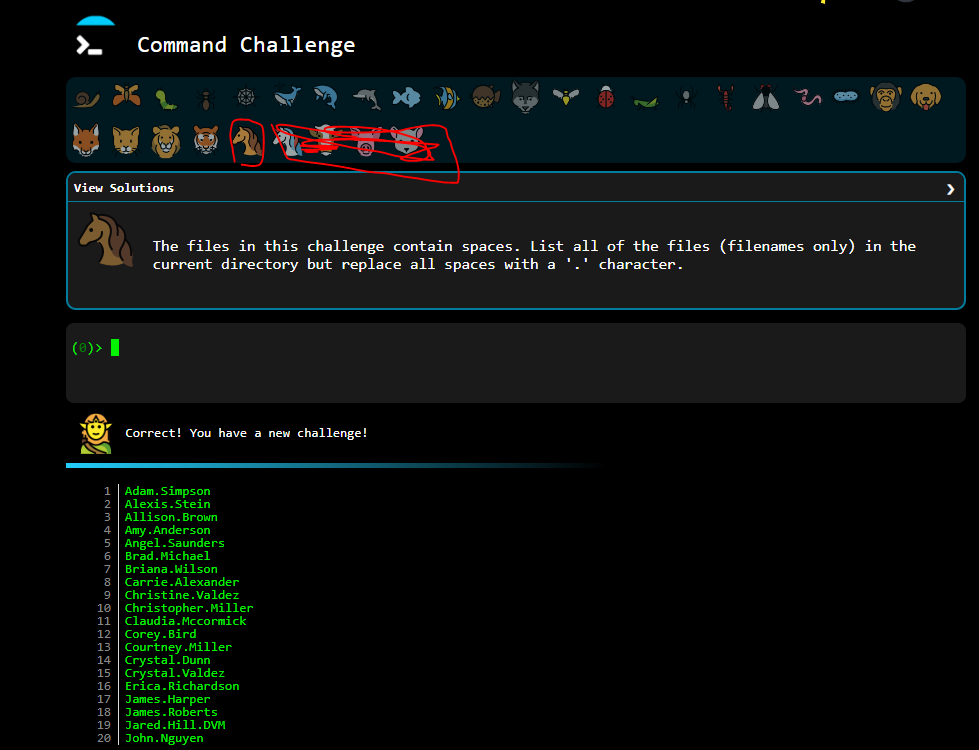 Command Challenge
View Solutions
The files in this challenge contain spaces. List all of the files (filenames only) in the
current directory but replace all spaces with a '.' character.
(0)>
Correct! You have a new challenge!
1 Adam.Simpson
2 Alexis.Stein
3 Allison.Brown
4 Amy.Anderson
5 Angel.Saunders
6 Brad.Michael
7 Briana.Wilson
8 Carrie.Alexander
9 Christine.Valdez
10 Christopher.Miller
11 Claudia.Mccormick
12 Corey.Bird
13 Courtney.Miller
14 Crystal.Dunn
15 Crystal.Valdez
16 Erica.Richardson
17 James.Harper
18 James.Roberts
19 Jared.Hill.DVM
20 John.Nguyen